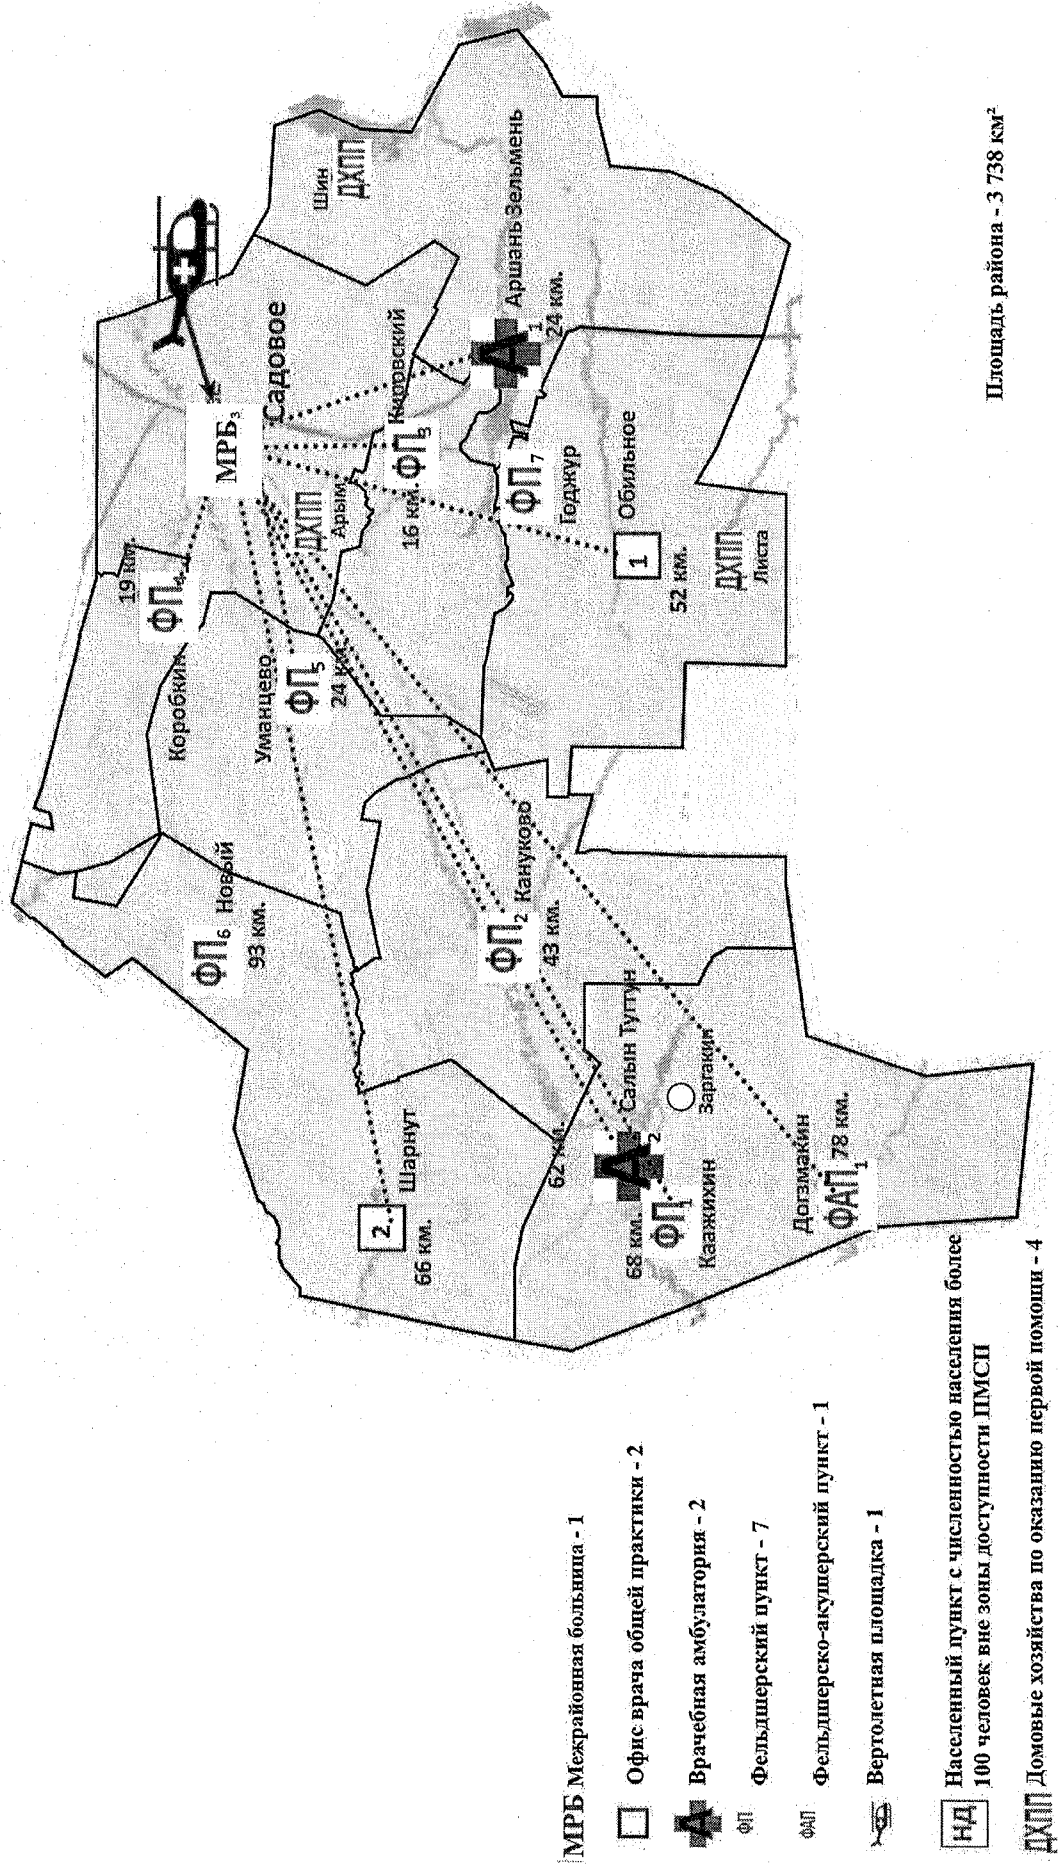 Шин
ДХПП
Садовое
МРБ3
19 км.
ФП4
Коробкин
Уманцево
ФП5
24 км.
ДХПП
Арым
Кировский
ФП3
16 км.
Аршань Зельмень
А1
24 км.
ФП7
Годжур
Обильное
1
52 км.
ДХПП
Листа
Новый
ФП6
93 км.
Кануково
ФП2
43 км.
Шарнут
2
66 км.
Салын Тугтун
62 км.
А2
Заргакин
68 км.
ФП1
Каажихин
Догзмакин
ФАП1 78 км.
Площадь района - 3 738 км²
МРБ Межрайонная больница - 1
Офис врача общей практики - 2
А Врачебная амбулатория - 2
ФП Фельдшерский пункт - 7
ФАП Фельдшерско-акушерский пункт - 1
Вертолетная площадка - 1
НД Населенный пункт с численностью населения более
100 человек вне зоны доступности ПМСП
ДХПП Домовые хозяйства по оказанию первой помощи - 4